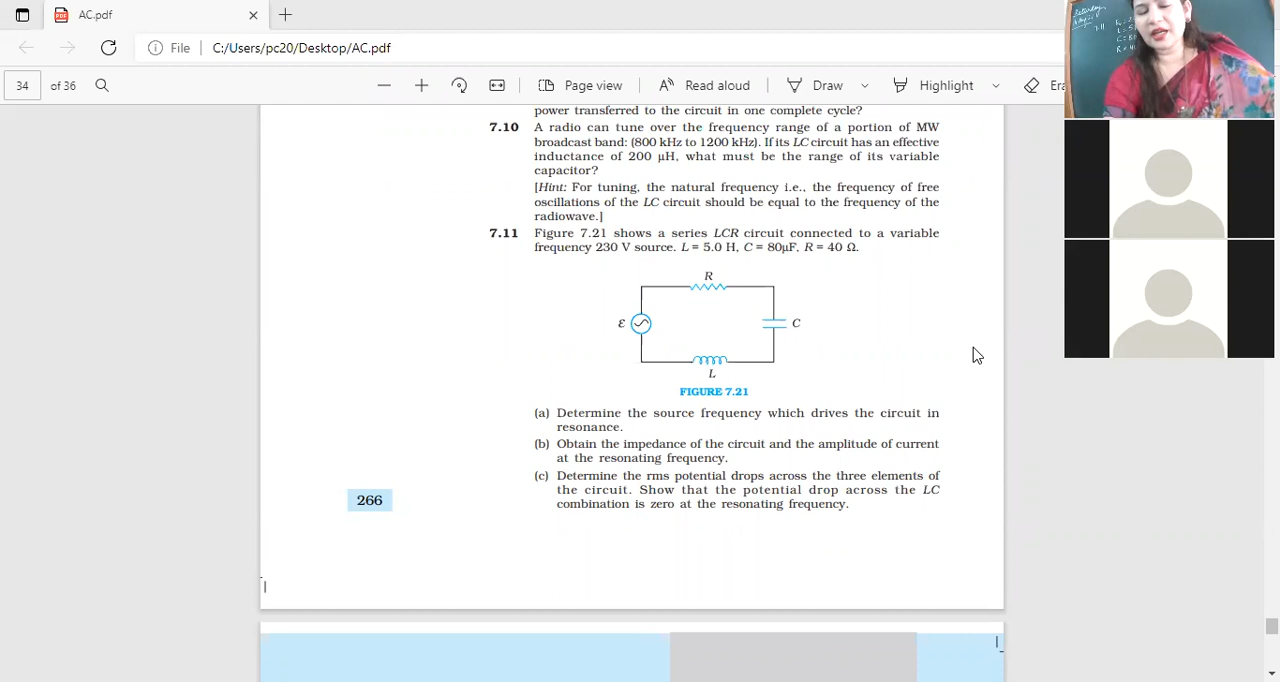 AC.pdf
File
C:/Users/pc20/Desktop/AC.pdf
34 of 36
Page view
Read aloud
Draw
Highlight
Era
power transferred to the circuit in one complete cycle?
7.10 A radio can tune over the frequency range of a portion of MW
broadcast band: (800 kHz to 1200 kHz). If its LC circuit has an effective
inductance of 200 μH, what must be the range of its variable
capacitor?
[Hint: For tuning, the natural frequency i.e., the frequency of free
oscillations of the LC circuit should be equal to the frequency of the
radiowave.]
7.11 Figure 7.21 shows a series LCR circuit connected to a variable
frequency 230 V source. L = 5.0 H, C = 80μF, R = 40 Ω.
R
ε
C
L
FIGURE 7.21
(a) Determine the source frequency which drives the circuit in
resonance.
(b) Obtain the impedance of the circuit and the amplitude of current
at the resonating frequency.
(c) Determine the rms potential drops across the three elements of
the circuit. Show that the potential drop across the LC
combination is zero at the resonating frequency.
266
Saturday
7.11